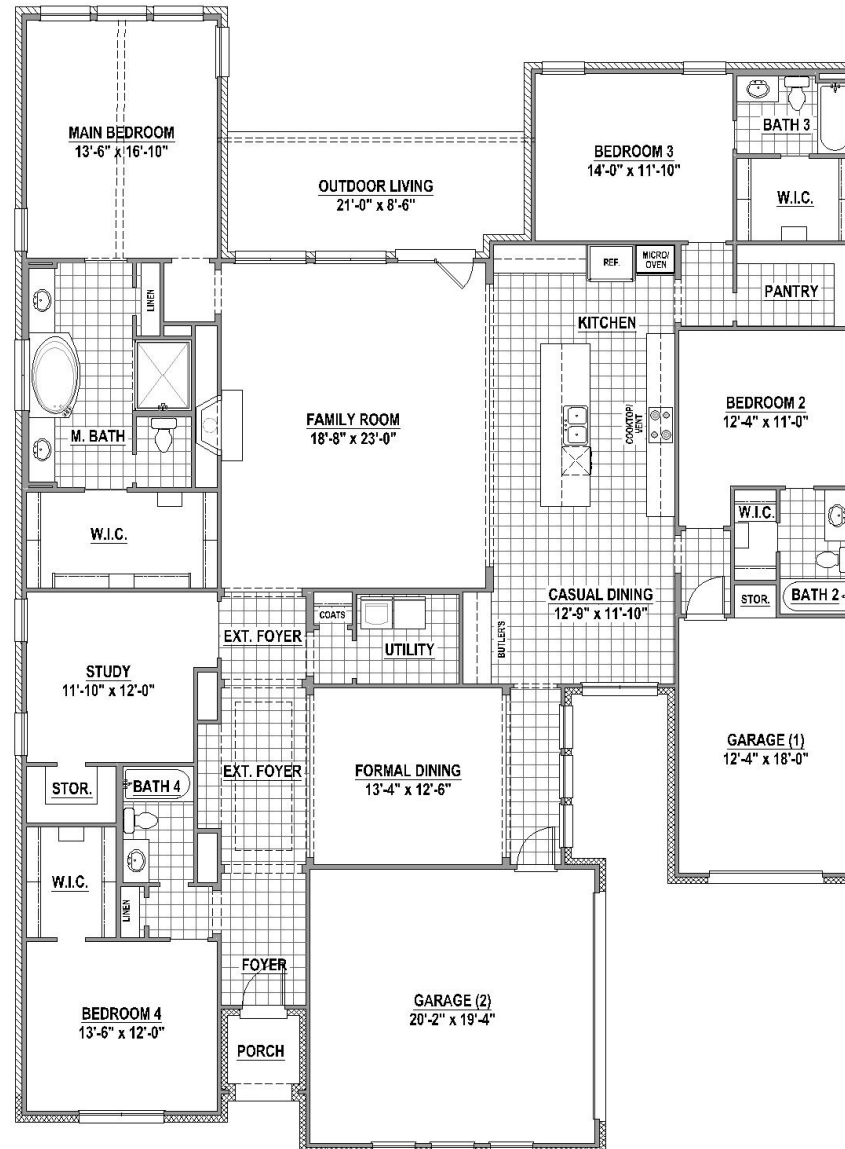 MAIN BEDROOM
13'-6" x 16'-10"
OUTDOOR LIVING
21'-0" x 8'-6"
BEDROOM 3
14'-0" x 11'-10"
BATH 3
W.I.C.
REF.
MICRO/
OVEN
PANTRY
LINEN
KITCHEN
M. BATH
FAMILY ROOM
18'-8" x 23'-0"
COOKTOP/
VENT
BEDROOM 2
12'-4" x 11'-0"
W.I.C.
W.I.C.
STOR.
BATH 2
COATS
EXT. FOYER
UTILITY
BUTLER'S
CASUAL DINING
12'-9" x 11'-10"
STUDY
11'-10" x 12'-0"
STOR.
BATH 4
EXT. FOYER
FORMAL DINING
13'-4" x 12'-6"
GARAGE (1)
12'-4" x 18'-0"
W.I.C.
LINEN
FOYER
BEDROOM 4
13'-6" x 12'-0"
PORCH
GARAGE (2)
20'-2" x 19'-4"